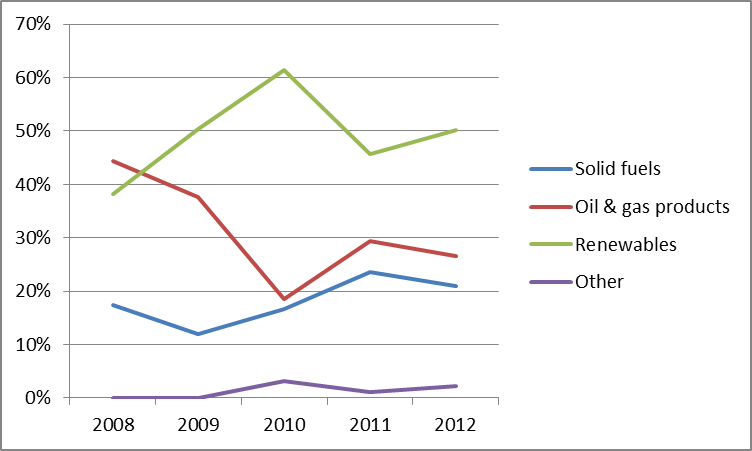 70%
60%
50%
40%
30%
20%
10%
0%
2008 2009 2010 2011 2012
Solid fuels
Oil & gas products
Renewables
Other